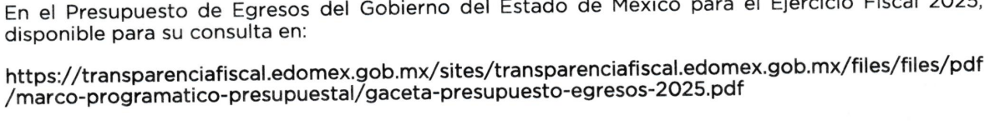 En el Presupuesto de Egresos del Gobierno del Estado de México para el Ejercicio Fiscal 2025,
disponible para su consulta en:
https://transparenciafiscal.edomex.gob.mx/sites/transparenciafiscal.edomex.gob.mx/files/files/pdf
/marco-programatico-presupuestal/gaceta-presupuesto-egresos-2025.pdf